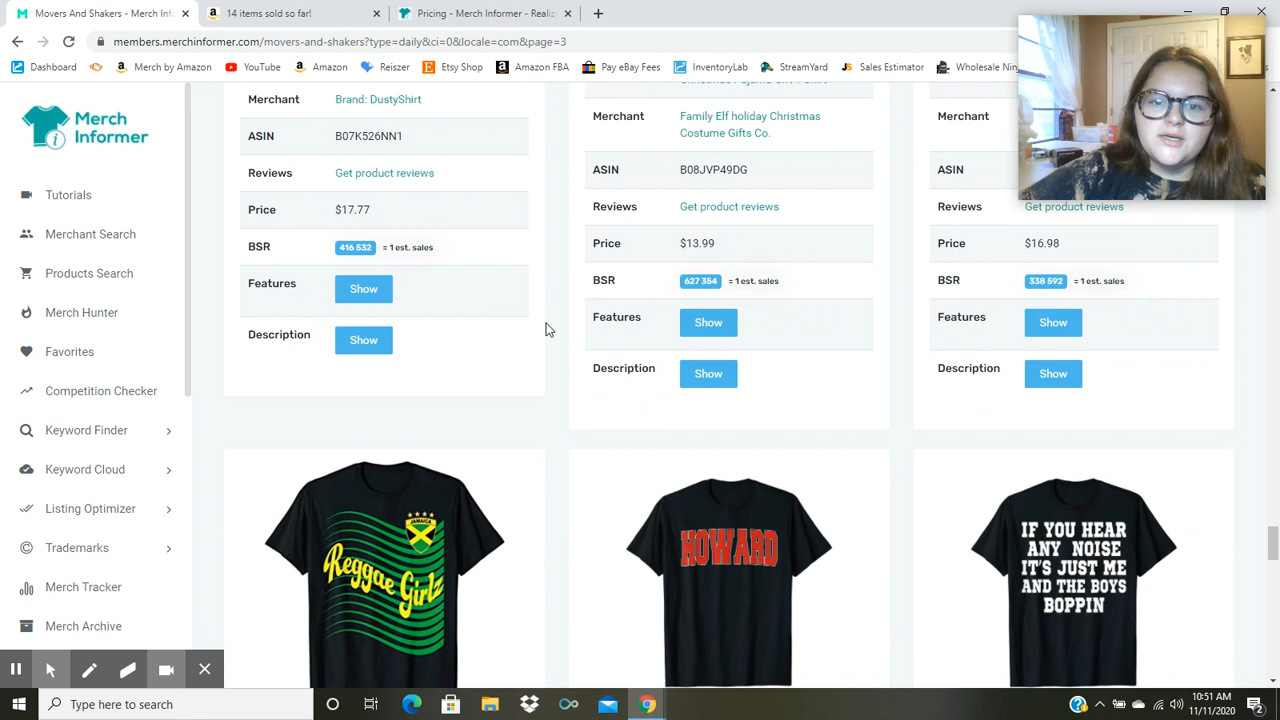 Movers And Shakers - Merch Info
14 items sold so far!
Pricing - Merch Informer - Realiz
members.merchinformer.com/movers-and-shakers?type=daily&ci=0&locale=com&page=3
Dashboard
Merch by Amazon
YouTube
Amazon
Reiszer
Etsy Shop
Amazon FBA
Pay eBay Fees
InventoryLab
StreamYard
Sales Estimator
Wholesale Nin
Merch
Informer
Tutorials
Merchant Search
Products Search
Merch Hunter
Favorites
Competition Checker
Keyword Finder
Keyword Cloud
Listing Optimizer
Trademarks
Merch Tracker
Merch Archive
Merchant Brand: DustyShirt
ASIN B07K526NN1
Reviews Get product reviews
Price $17.77
BSR 416 532 = 1 est. sales
Features Show
Description Show
Merchant Family Elf holiday Christmas
Costume Gifts Co.
ASIN B08JVP49DG
Reviews Get product reviews
Price $13.99
BSR 627 354 = 1 est. sales
Features Show
Description Show
Merchant
ASIN
Reviews Get product reviews
Price $16.98
BSR 338 592 = 1 est. sales
Features Show
Description Show
JAMAICA
Reggae Girlz
HOWARD
IF YOU HEAR
ANY NOISE
IT'S JUST ME
AND THE BOYS
BOPPIN
Type here to search
10:51 AM
11/11/2020
2